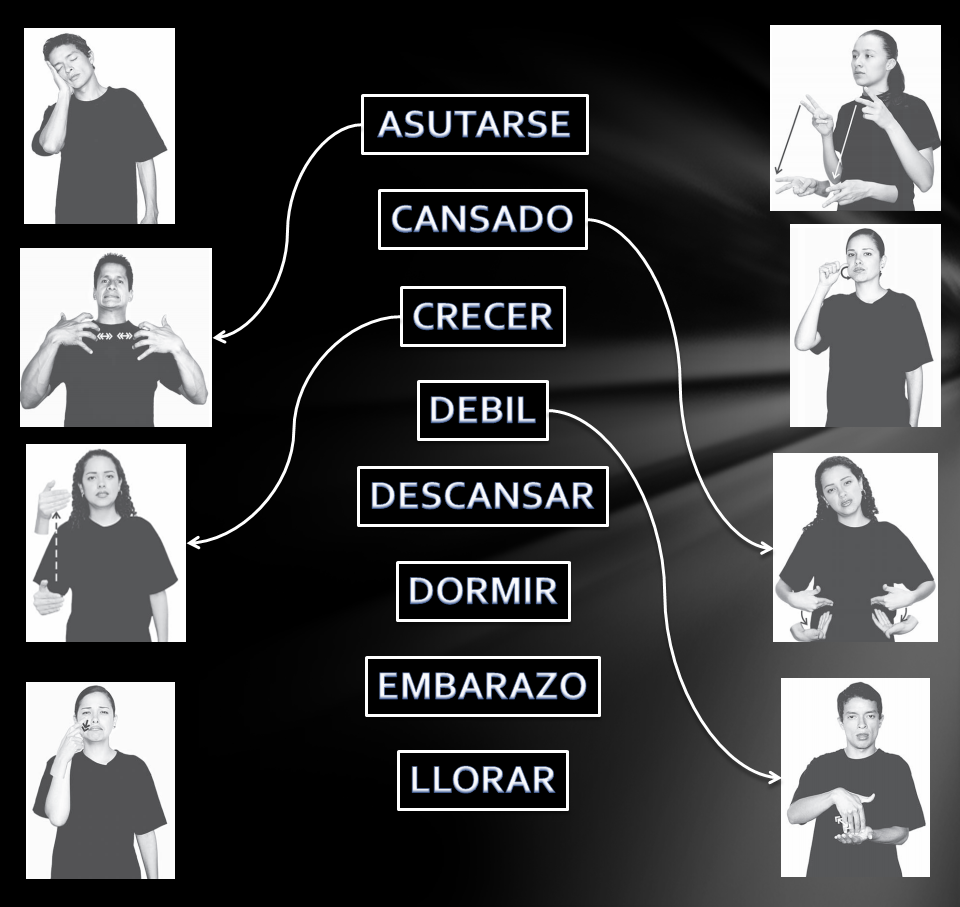 ASUTARSE
CANSADO
CRECER
DEBIL
DESCANSAR
DORMIR
EMBARAZO
LLORAR